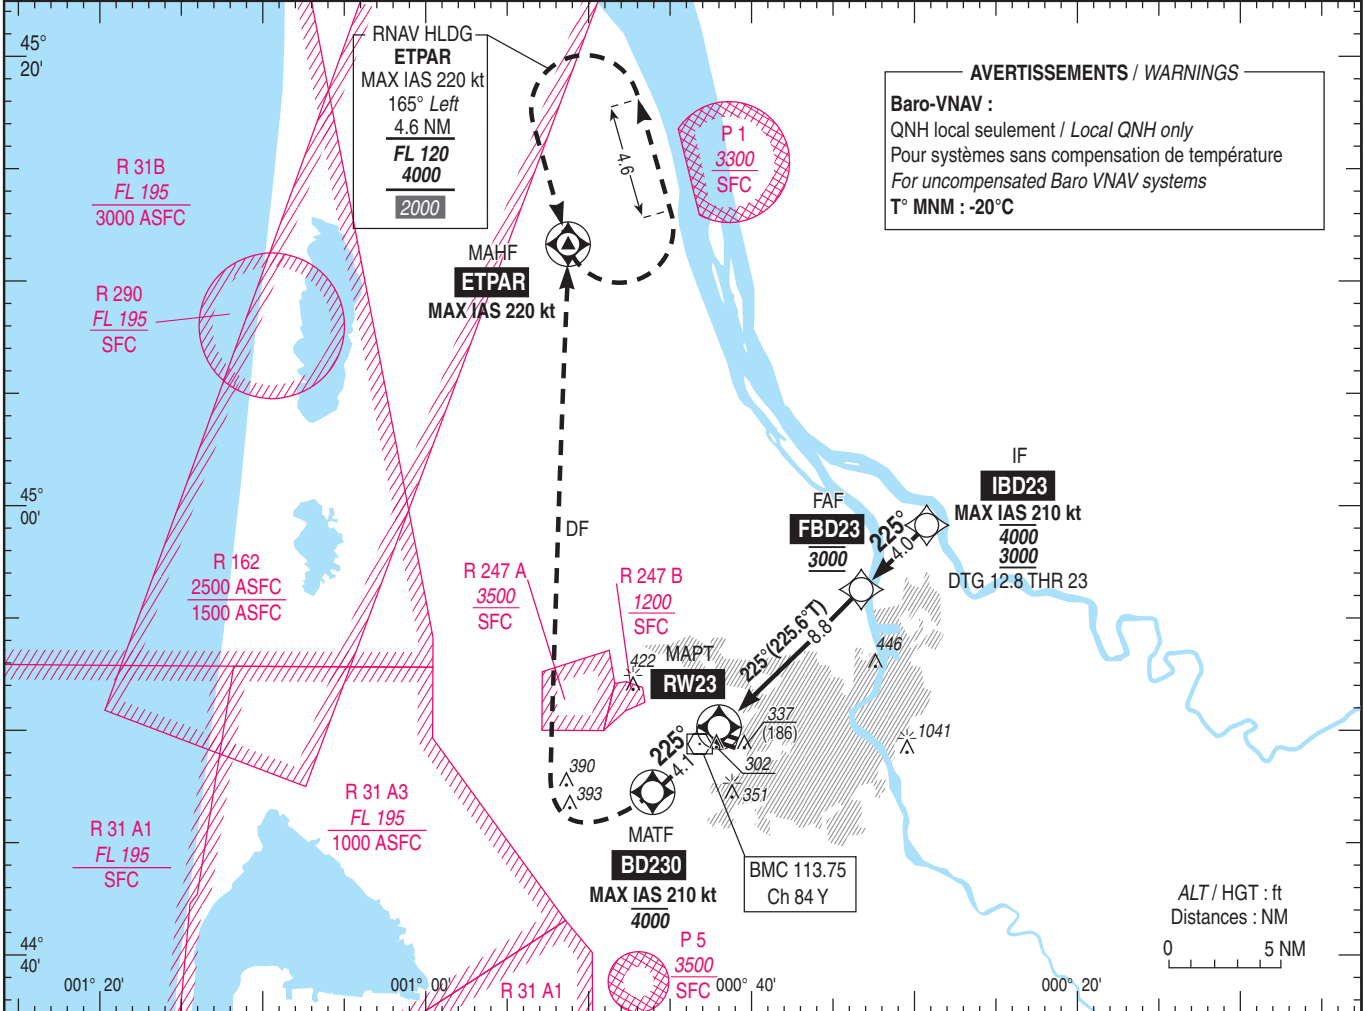 45°
20'
RNAV HLDG
ETPAR
MAX IAS 220 kt
165° Left
4.6 NM
FL 120
4000
2000
4.6
P 1
3300
SFC
AVERTISSEMENTS / WARNINGS
Baro-VNAV :
QNH local seulement / Local QNH only
Pour systèmes sans compensation de température
For uncompensated Baro VNAV systems
T° MNM : -20°C
R 31B
FL 195
3000 ASFC
R 290
FL 195
SFC
MAHF
ETPAR
MAX IAS 220 kt
45°
00'
DF
IF
IBD23
MAX IAS 210 kt
4000
3000
DTG 12.8 THR 23
FAF
FBD23
3000
225°
4.0
R 162
2500 ASFC
1500 ASFC
R 247 A
3500
SFC
R 247 B
1200
SFC
225°(225.6°T)
8.8
422
MAPT
RW23
446
337
(186)
1041
225°
4.1
302
351
390
393
R 31 A3
FL 195
1000 ASFC
R 31 A1
FL 195
SFC
MATF
BD230
MAX IAS 210 kt
4000
BMC 113.75
Ch 84 Y
ALT / HGT : ft
Distances : NM
0 5 NM
P 5
3500
SFC
R 31 A1
44°
40'
001° 20'
001° 00'
000° 40'
000° 20'